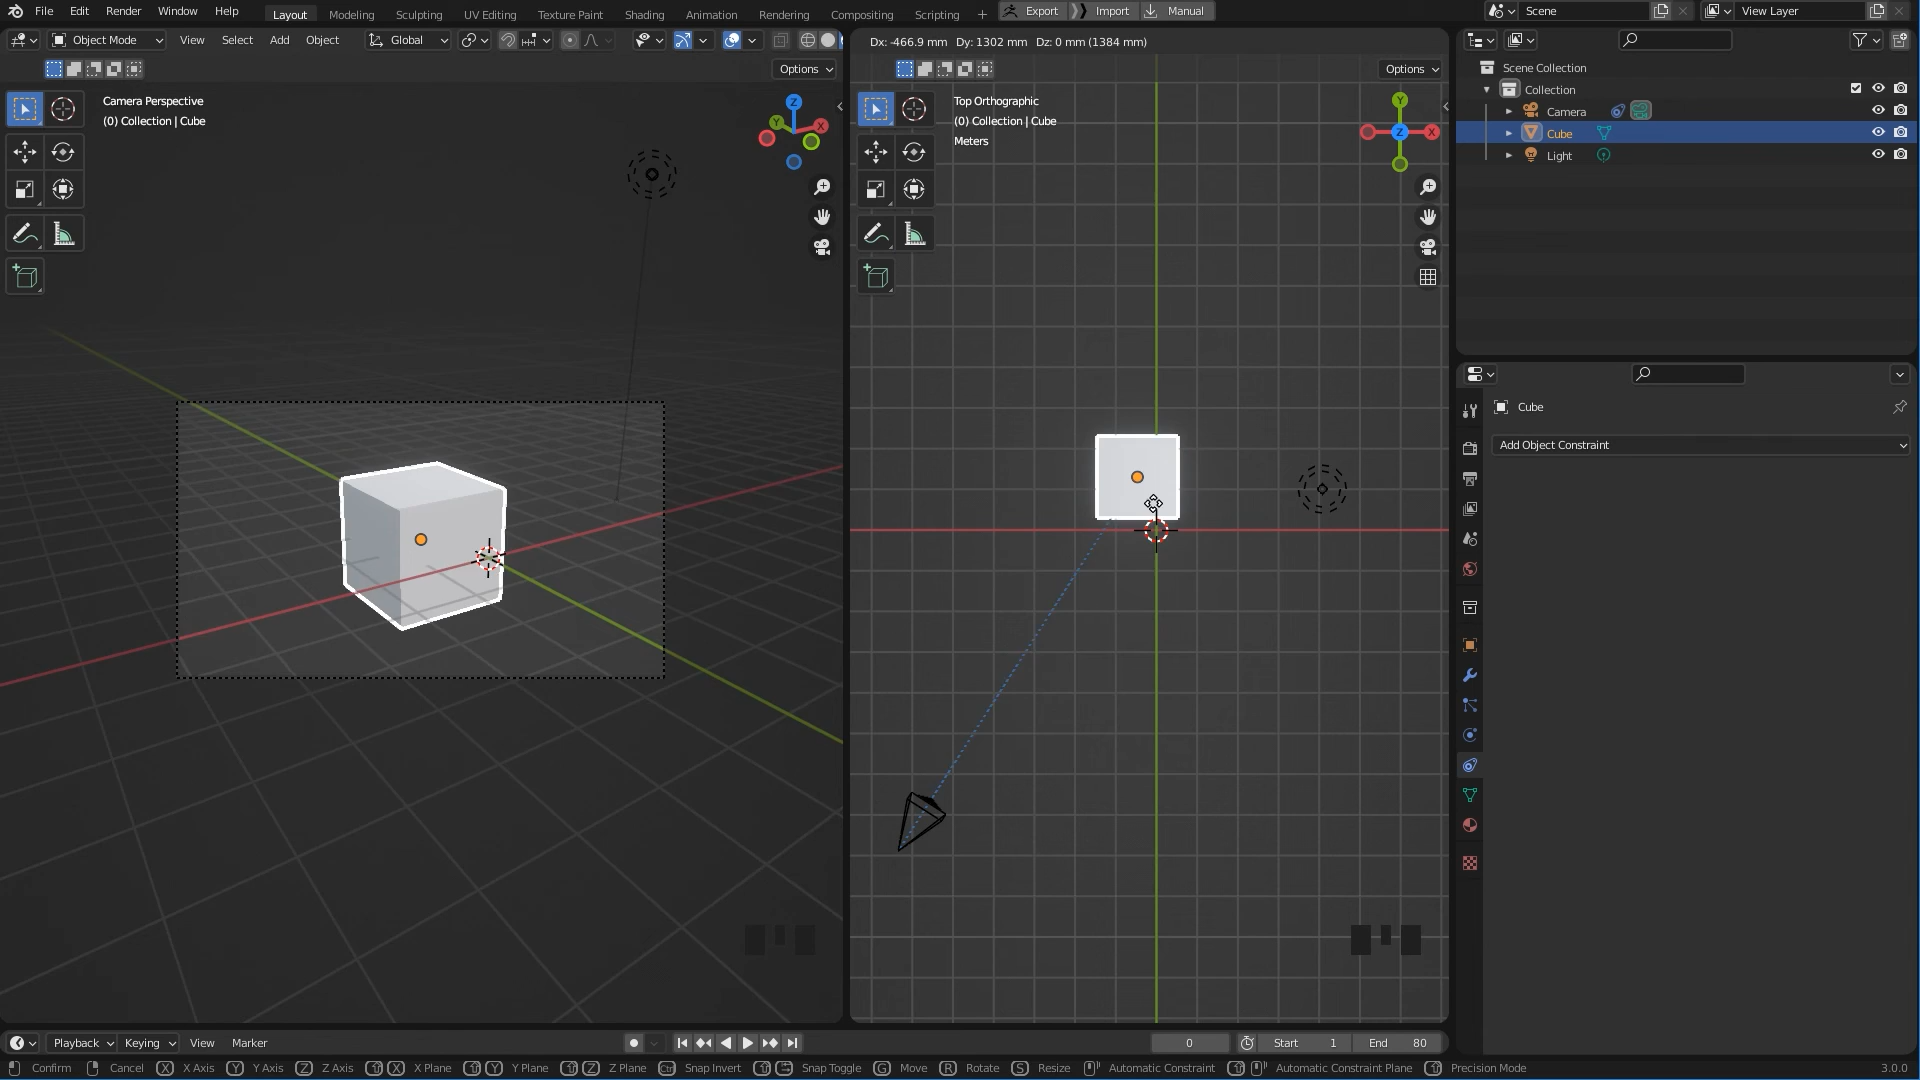 File Edit Render Window Help Layout Modeling Sculpting UV Editing Texture Paint Shading Animation Rendering Compositing Scripting + Export Import Manual Scene View Layer
Object Mode View Select Add Object Global
Options
Camera Perspective
(0) Collection | Cube
Z
Y
X
Dx: -466.9 mm Dy: 1302 mm Dz: 0 mm (1384 mm)
Options
Top Orthographic
(0) Collection | Cube
Meters
Y
Z
X
Scene Collection
Collection
Camera
Cube
Light
Cube
Add Object Constraint
Playback Keying View Marker 0 Start 1 End 80
Confirm Cancel X X Axis Y Y Axis Z Z Axis X X Plane Y Y Plane Z Z Plane Ctrl Snap Invert Snap Toggle G Move R Rotate S Resize Automatic Constraint Automatic Constraint Plane Precision Mode 3.0.0